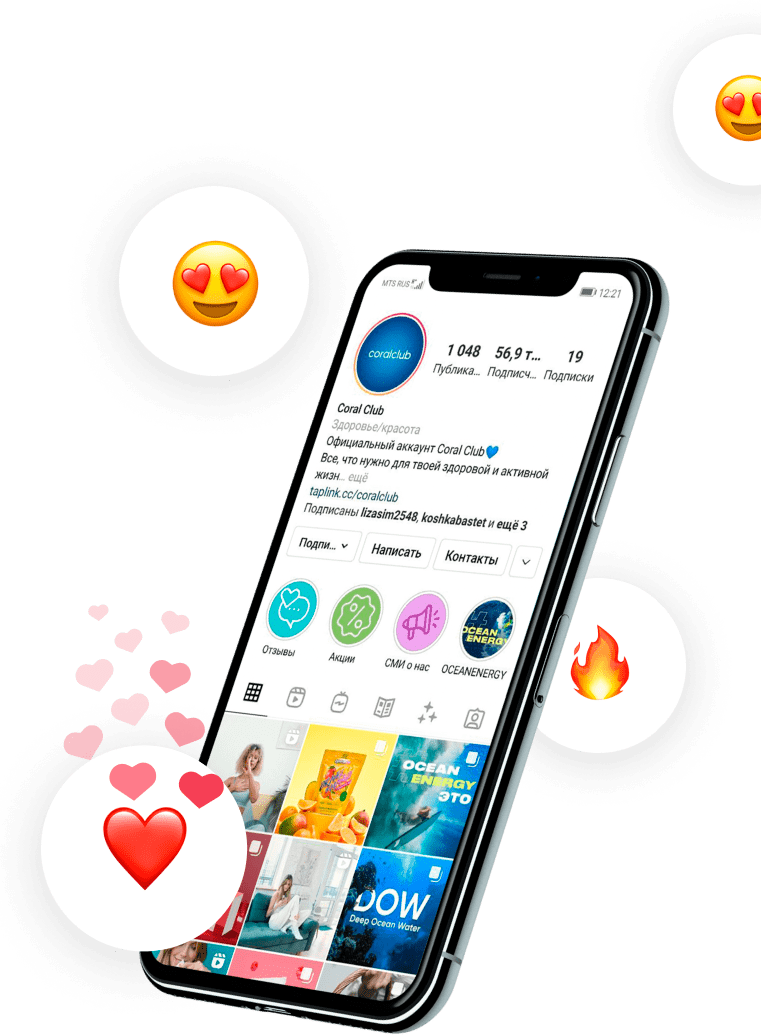 MTS RUS
12:21
coralclub
1 048
56,9 т...
19
Публика...
Подписч...
Подписки
Coral Club
Здоровье/красота
Официальный аккаунт Coral Club💙
Все, что нужно для твоей здоровой и активной
жизн... ещё
taplink.cc/coralclub
Подписаны lizasim2548, koshkabastet и ещё 3
Подпи...
Написать
Контакты
#
OCEAN
ENERGY
Отзывы
Акции
СМИ о нас
OCEANENERGY
OCEAN
ENERGY
ЭТО
DOW
Deep Ocean Water